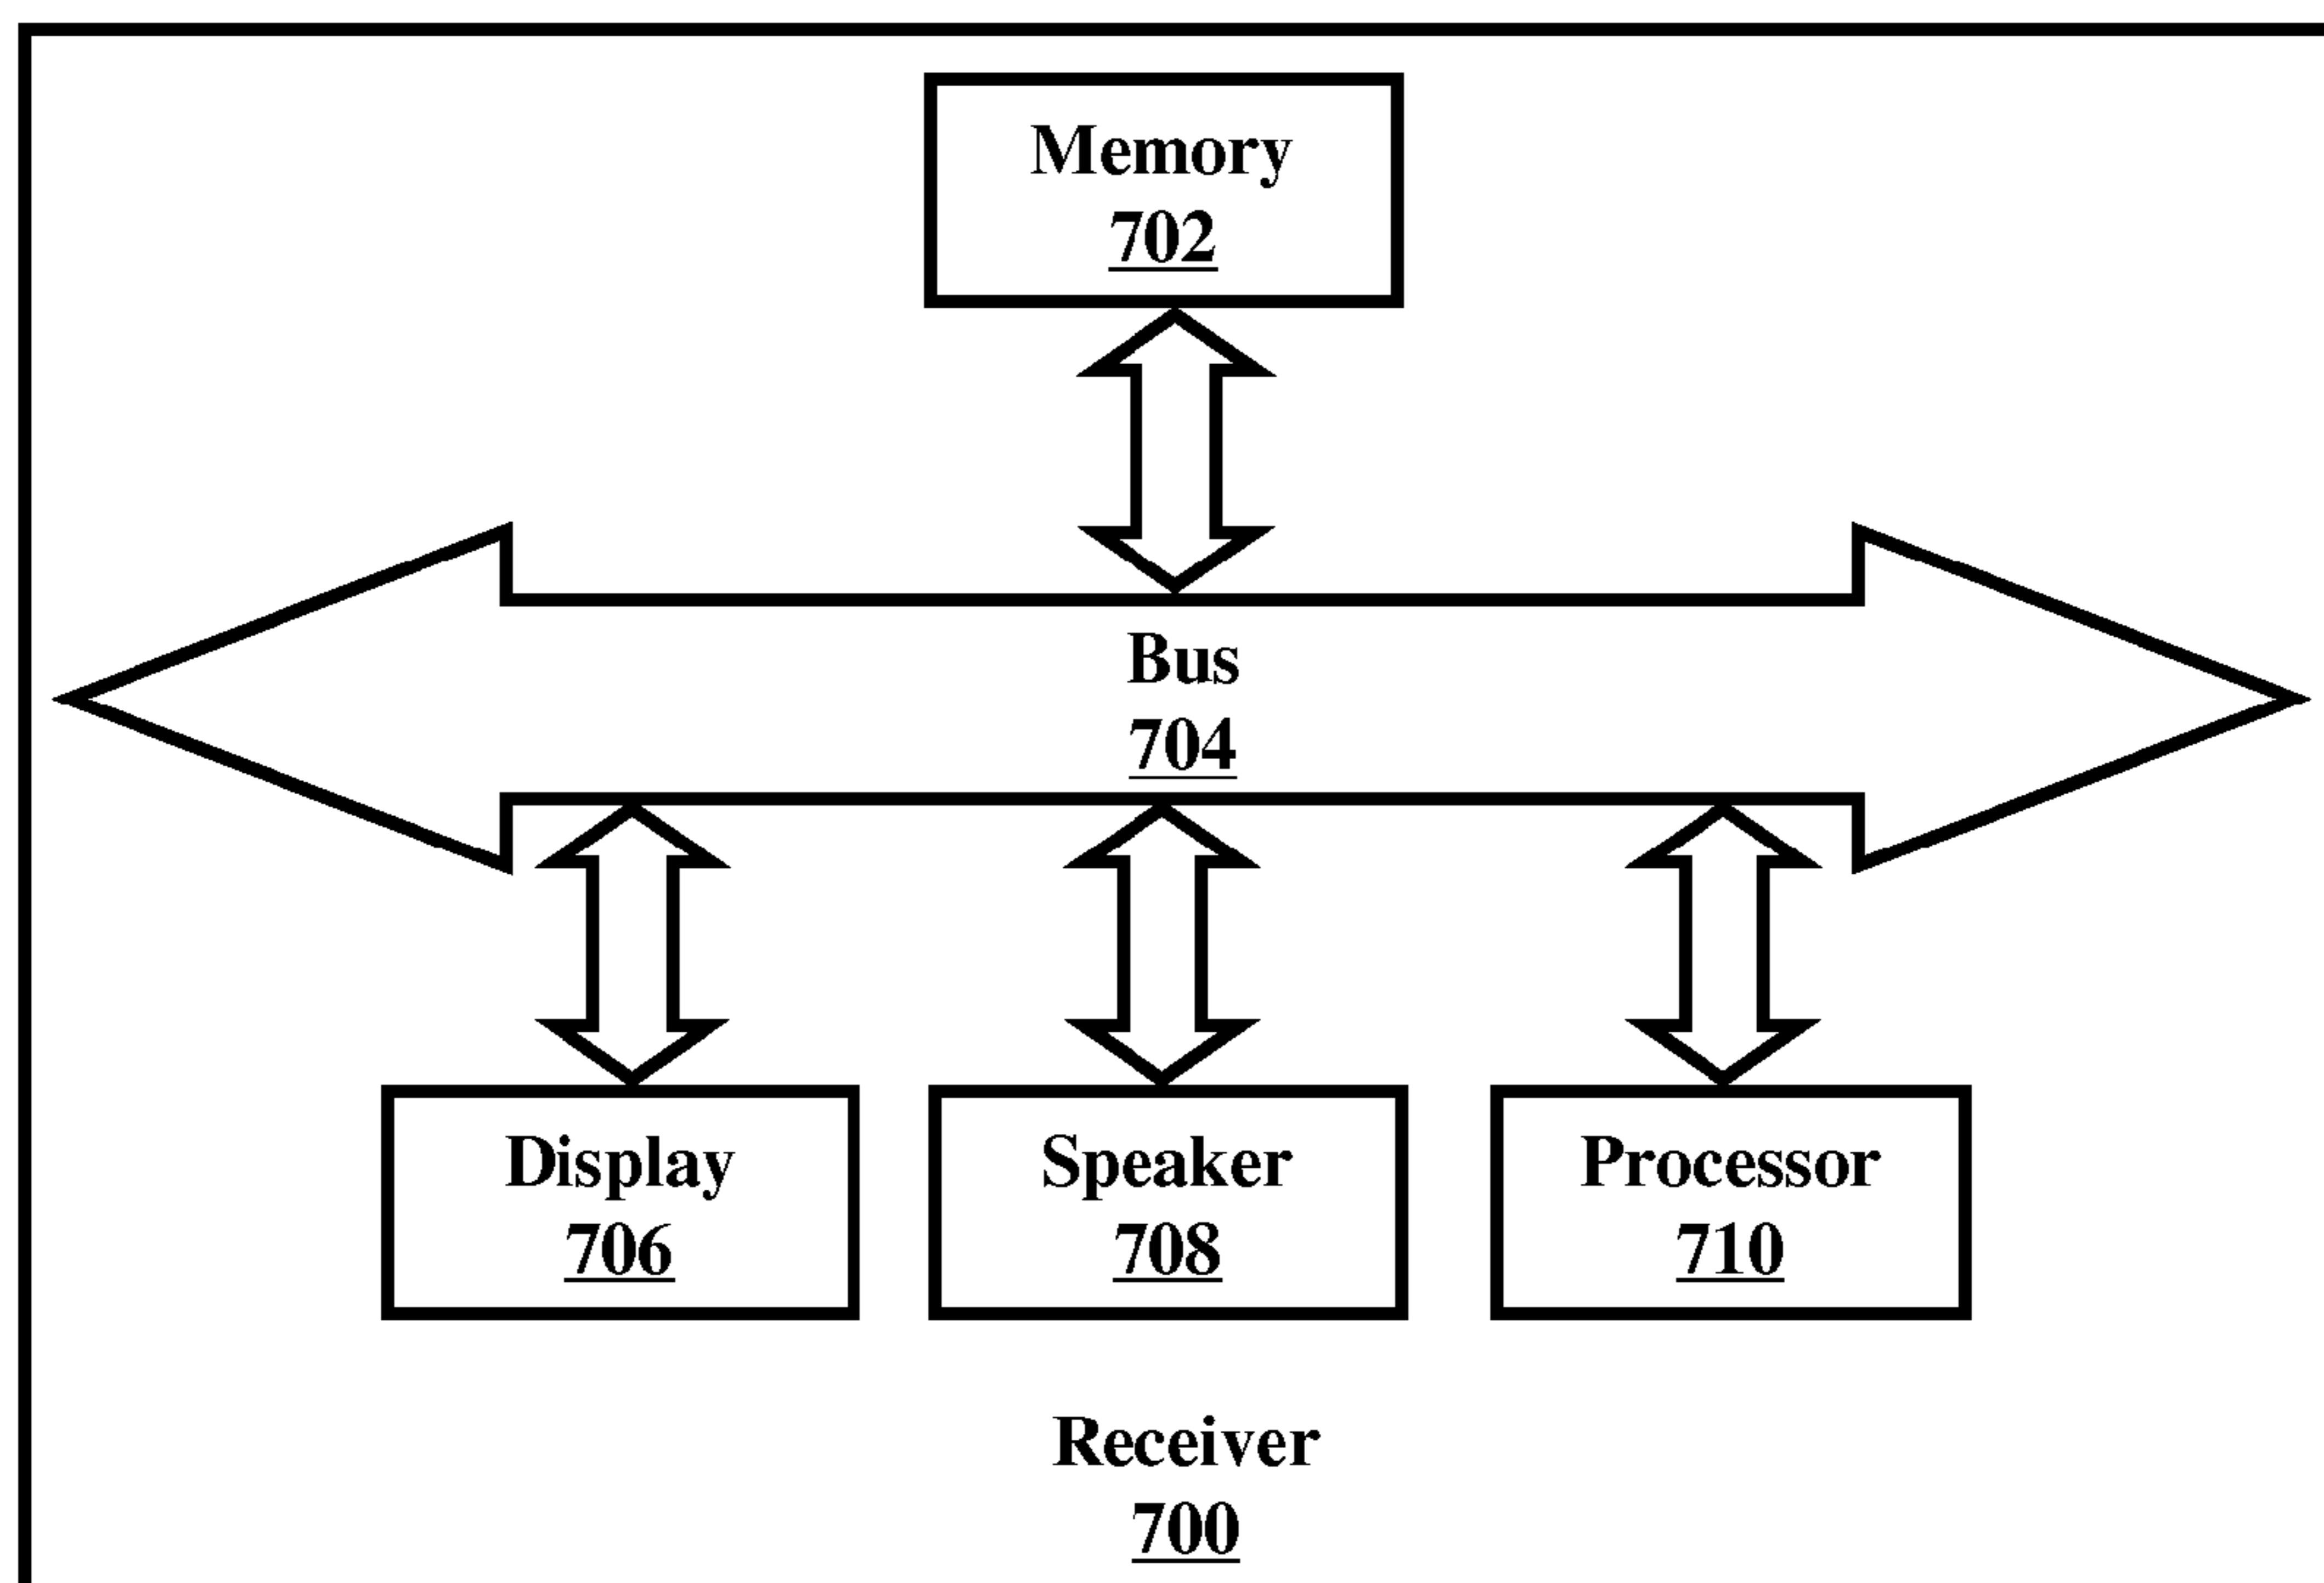 Memory
702
Bus
704
Display
706
Speaker
708
Processor
710
Receiver
700